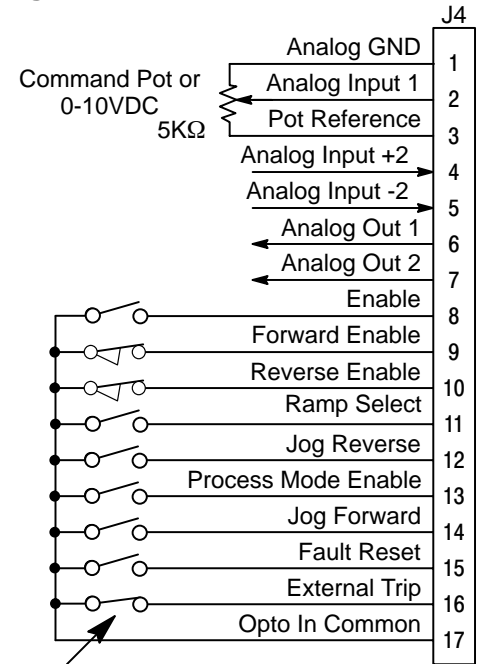 J4
Analog GND 1
Command Pot or
0-10VDC
5KΩ
Analog Input 1 2
Pot Reference 3
Analog Input +2 4
Analog Input -2 5
Analog Out 1 6
Analog Out 2 7
Enable 8
Forward Enable 9
Reverse Enable 10
Ramp Select 11
Jog Reverse 12
Process Mode Enable 13
Jog Forward 14
Fault Reset 15
External Trip 16
Opto In Common 17